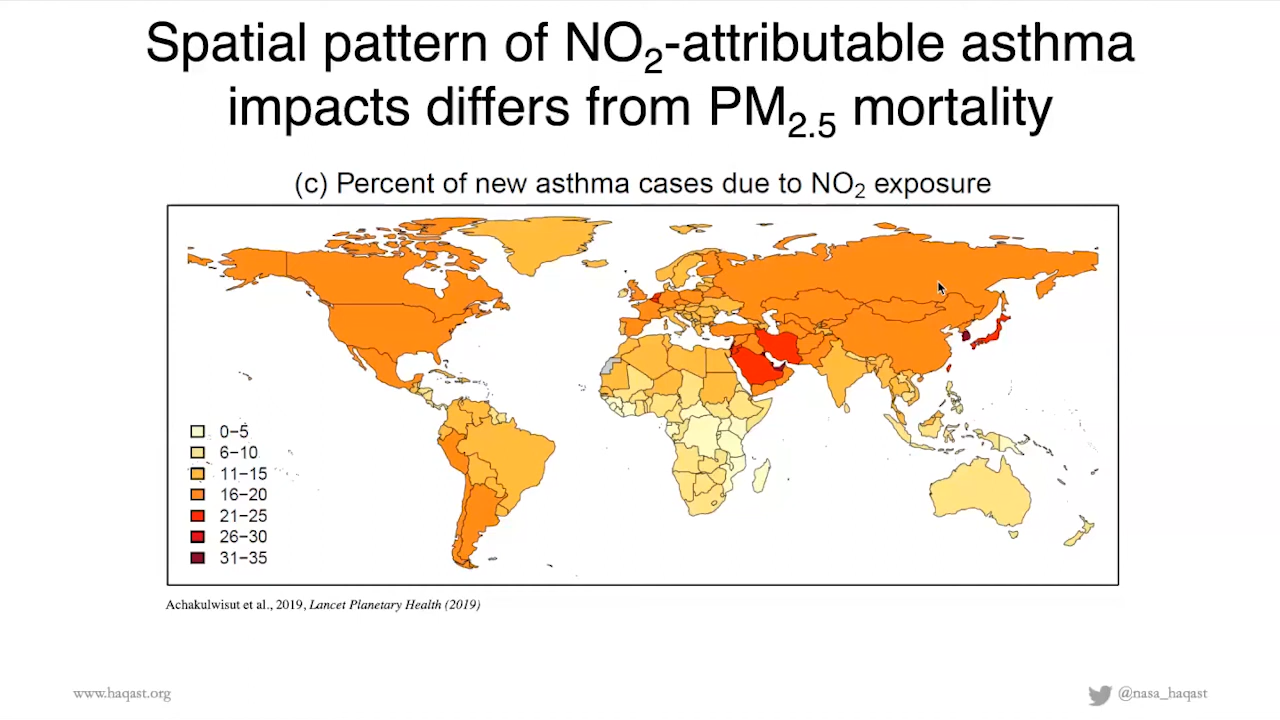 Spatial pattern of NO₂-attributable asthma
impacts differs from PM₂.₅ mortality
(c) Percent of new asthma cases due to NO₂ exposure
0−5
6−10
11−15
16−20
21−25
26−30
31−35
Achakulwisut et al., 2019, Lancet Planetary Health (2019)
www.haqast.org
@nasa_haqast